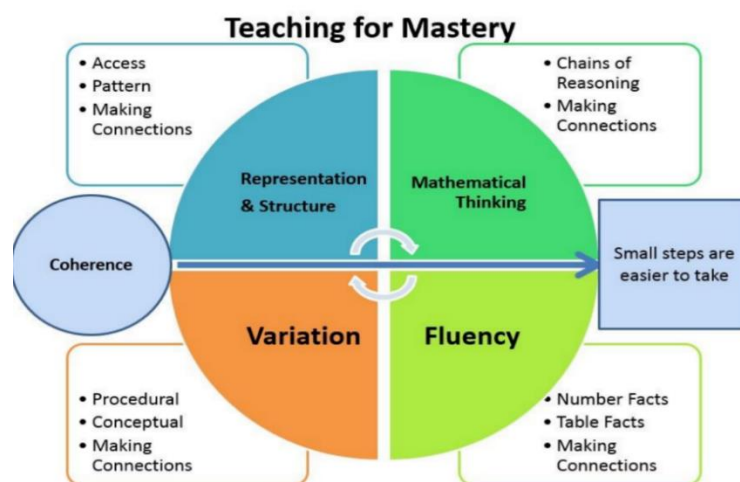 Teaching for Mastery
• Access
• Pattern
• Making
Connections
• Chains of
Reasoning
• Making
Connections
Representation
& Structure
Mathematical
Thinking
Coherence
Small steps are
easier to take
Variation
Fluency
• Procedural
• Conceptual
• Making
Connections
• Number Facts
• Table Facts
• Making
Connections